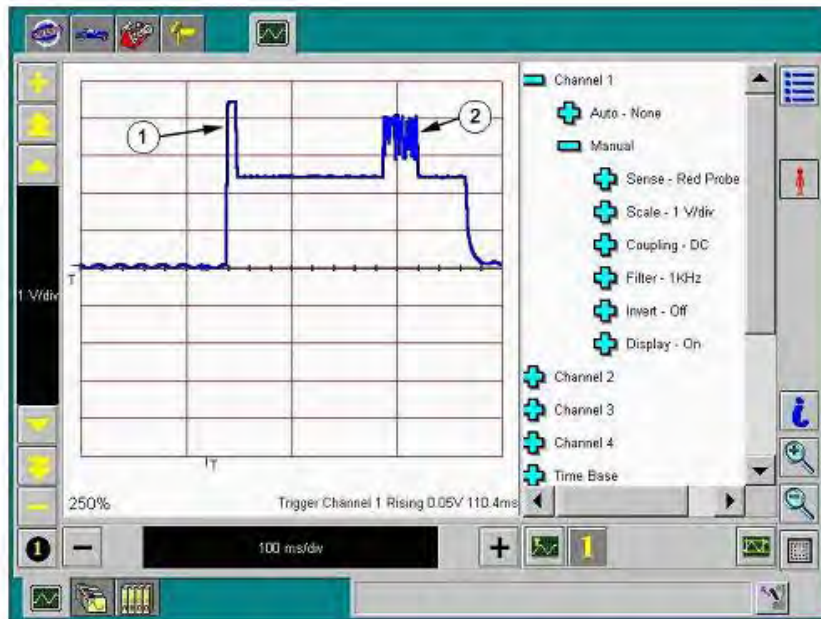 Channel 1
Auto - None
Manual
Sense - Red Probe
Scale - 1 V/div
Coupling - DC
Filter - 1KHz
Invert - Off
Display - On
Channel 2
Channel 3
Channel 4
Time Base
1
2
T
1 V/div
T
250%
Trigger Channel 1 Rising 0.05V 110.4ms
1
100 ms/div
1